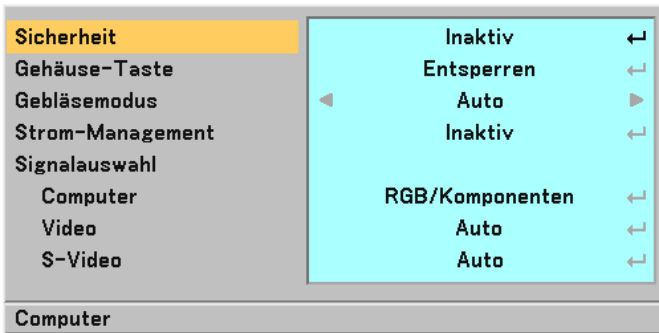 Sicherheit Inaktiv
Gehäuse-Taste Entsperren
Gebläsemodus Auto
Strom-Management Inaktiv
Signalauswahl
Computer RGB/Komponenten
Video Auto
S-Video Auto
Computer